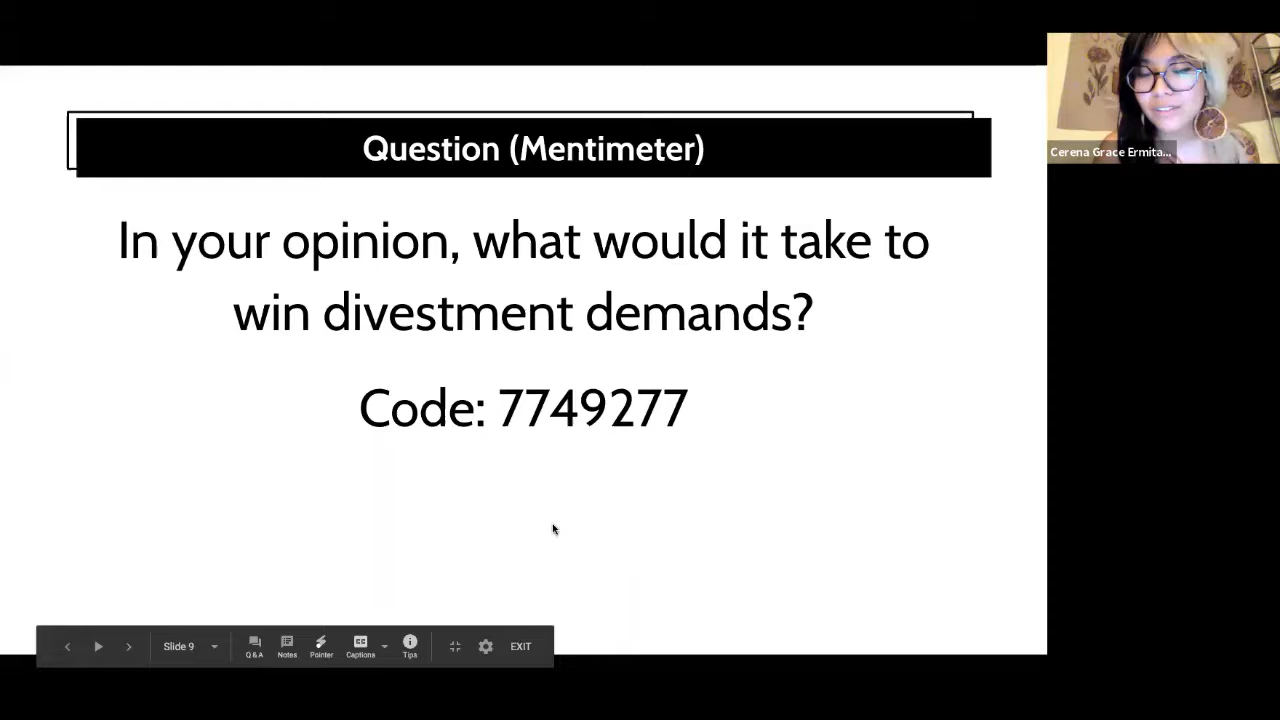 Question (Mentimeter)
In your opinion, what would it take to
win divestment demands?
Code: 7749277
Cerena Grace Ermita...
Slide 9
Q & A
Notes
Pointer
CC
Captions
Tips
EXIT